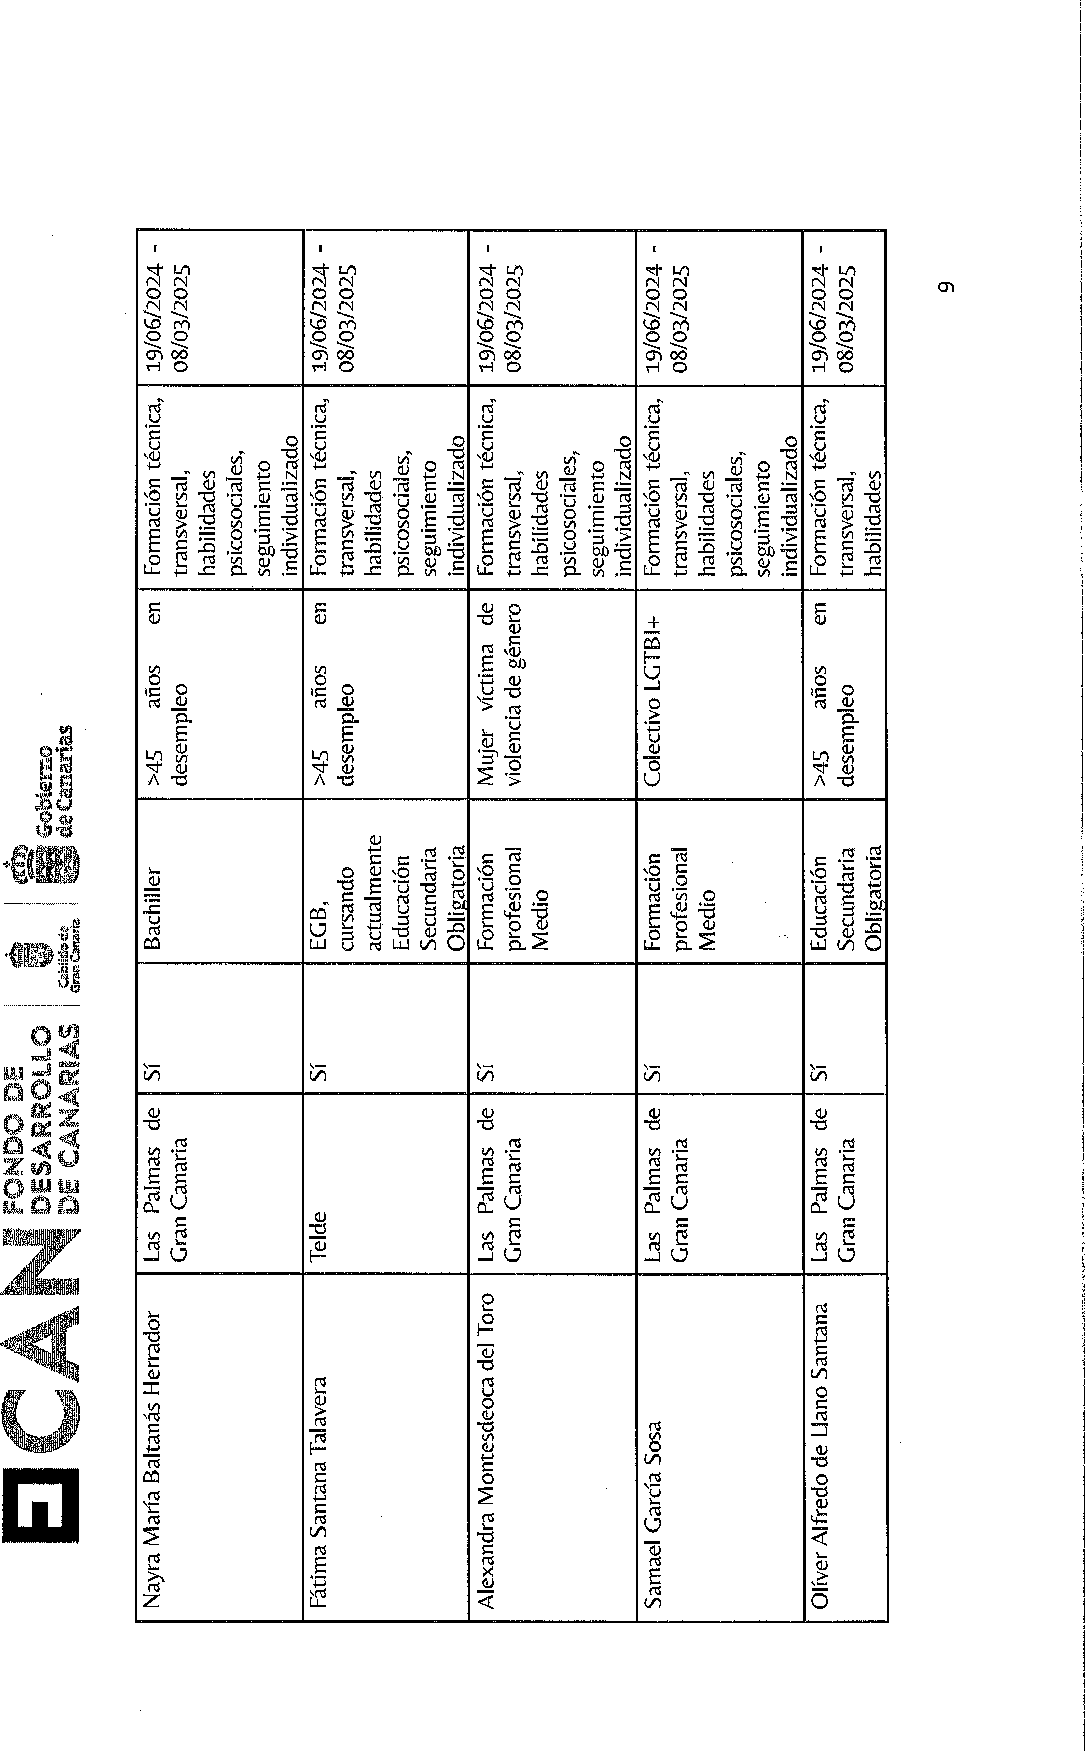 CAN
FONDO DE
DESARROLLO
DE CANARIAS
Cabildo de
Gran Canaria
Gobierno
de Canarias
Nayra María Baltanás Herrador
Las Palmas de
Gran Canaria
Sí
Bachiller
>45 años en
desempleo
Formación técnica,
transversal,
habilidades
psicosociales,
seguimiento
individualizado
19/06/2024 -
08/03/2025
Fátima Santana Talavera
Telde
Sí
EGB,
cursando
actualmente
Educación
Secundaria
Obligatoria
>45 años en
desempleo
Formación técnica,
transversal,
habilidades
psicosociales,
seguimiento
individualizado
19/06/2024 -
08/03/2025
Alexandra Montesdeoca del Toro
Las Palmas de
Gran Canaria
Sí
Formación
profesional
Medio
Mujer víctima de
violencia de género
Formación técnica,
transversal,
habilidades
psicosociales,
seguimiento
individualizado
19/06/2024 -
08/03/2025
Samael García Sosa
Las Palmas de
Gran Canaria
Sí
Formación
profesional
Medio
Colectivo LGTBI+
Formación técnica,
transversal,
habilidades
psicosociales,
seguimiento
individualizado
19/06/2024 -
08/03/2025
Oliver Alfredo de Llano Santana
Las Palmas de
Gran Canaria
Sí
Educación
Secundaria
Obligatoria
>45 años en
desempleo
Formación técnica,
transversal,
habilidades
19/06/2024 -
08/03/2025
9